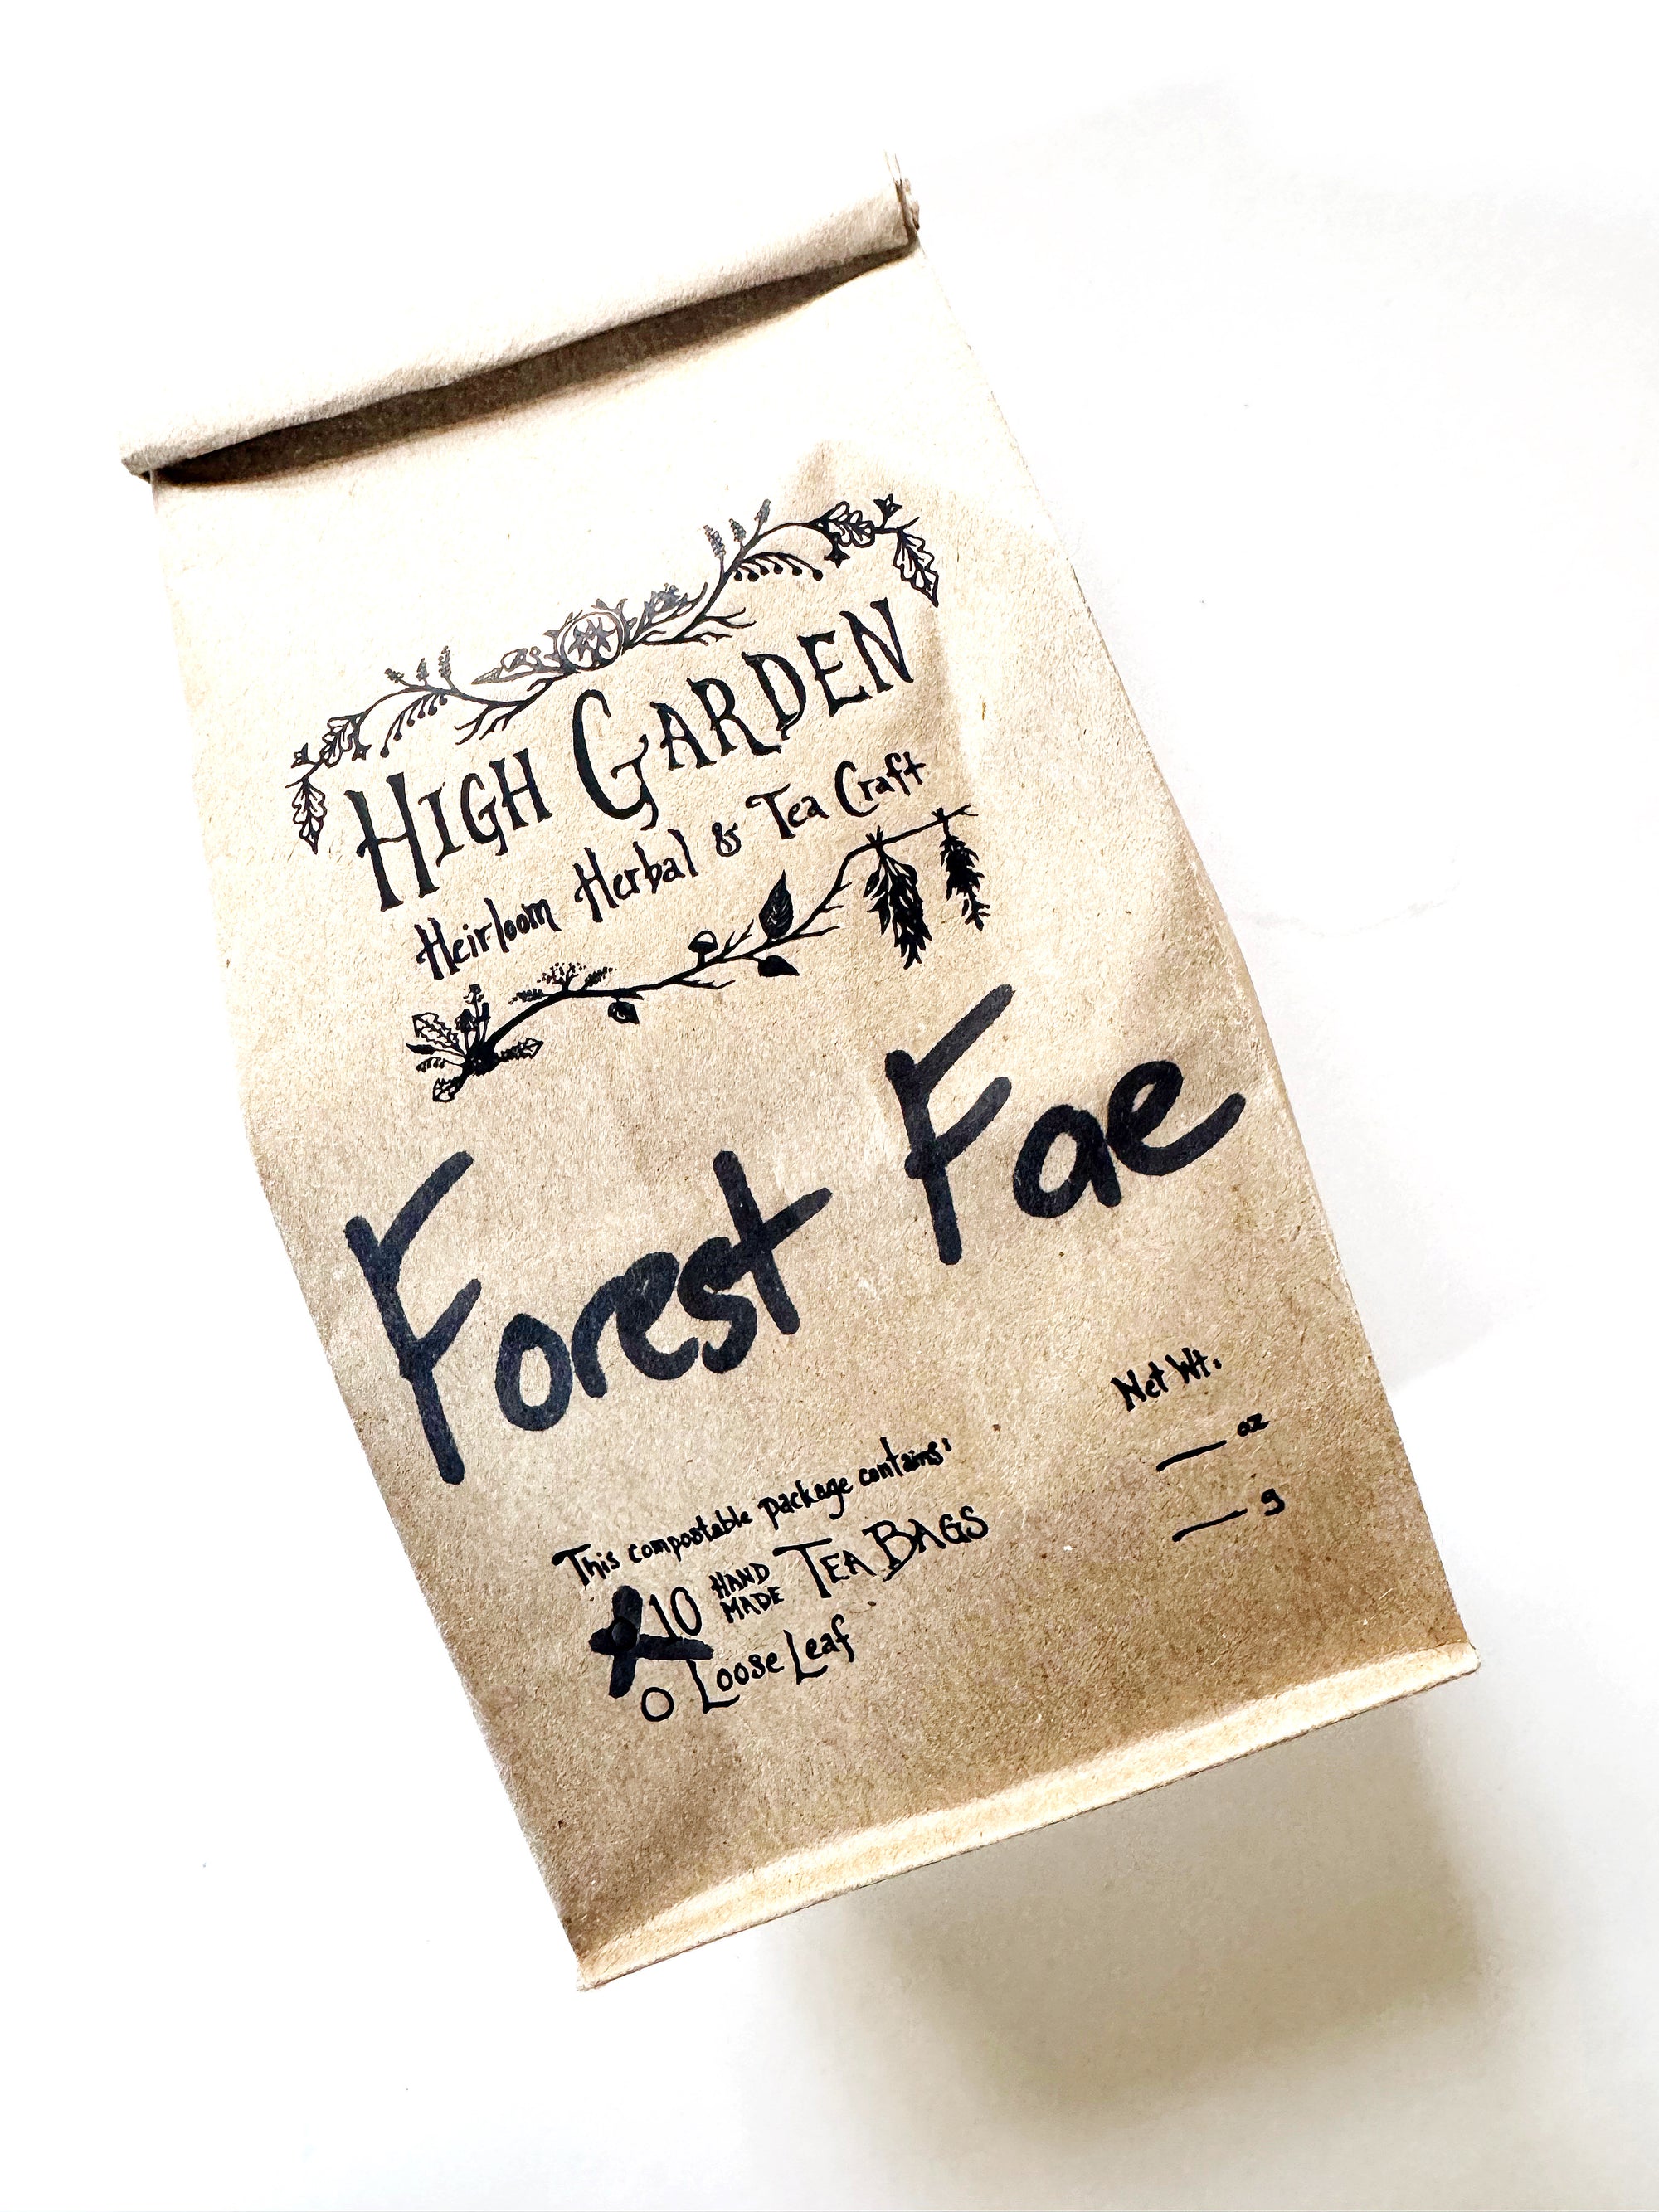 HIGH GARDEN
Heirloom Herbal & Tea Craft
Forest Fae
Net Wt.
oz
g
This compostable package contains:
10 HAND MADE TEA BAGS
Loose Leaf